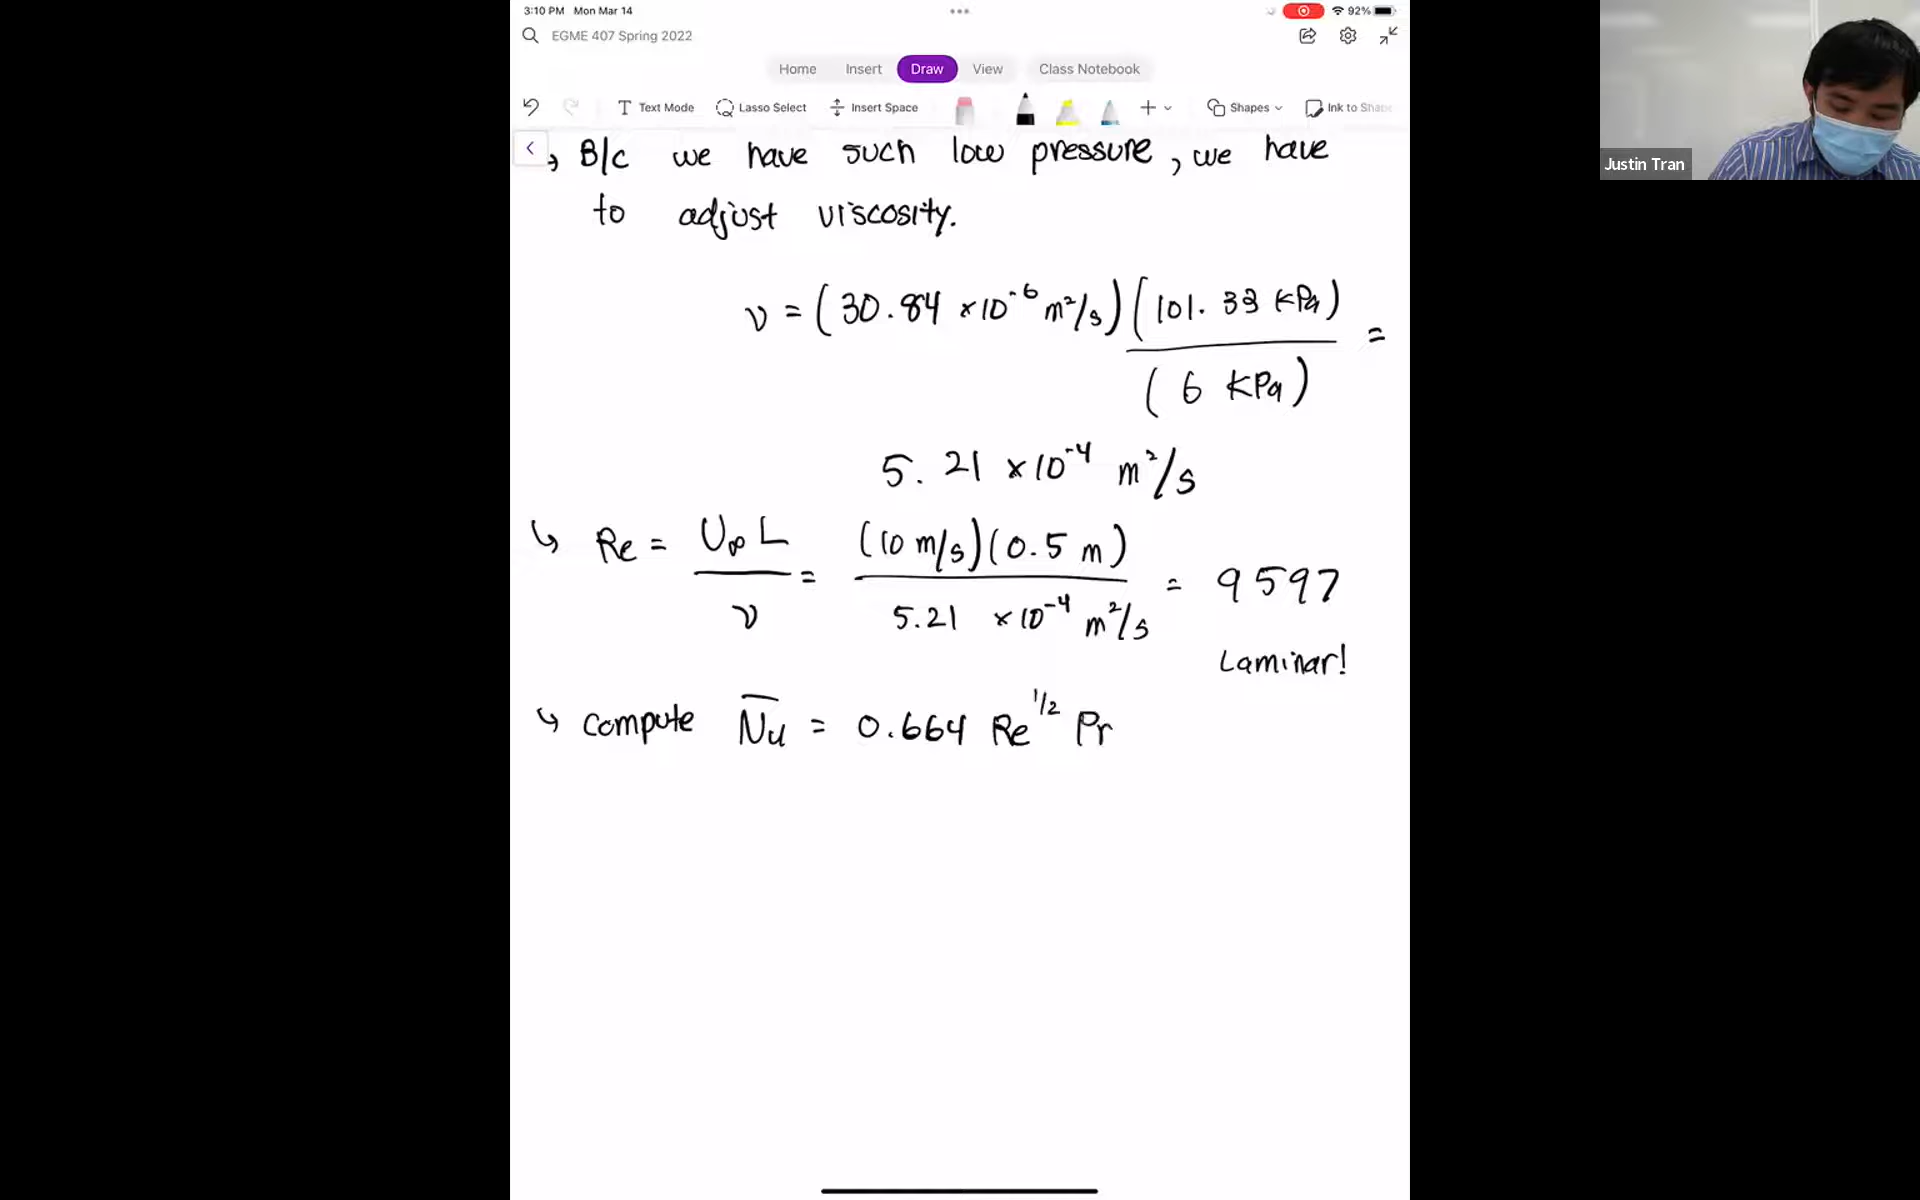 3:10 PM Mon Mar 14
92%
EGME 407 Spring 2022
Home Insert Draw View Class Notebook
Text Mode Lasso Select Insert Space Shapes Ink to Shape
Justin Tran
↳ B/c we have such low pressure, we have
to adjust viscosity.
ν = (30.84 ×10⁻⁶ m²/s) (101.33 KPa) / (6 KPa) =
5.21 ×10⁻⁴ m²/s
↳ Re = U∞ L / ν = (10 m/s)(0.5 m) / 5.21 ×10⁻⁴ m²/s = 9597
Laminar!
↳ compute N̅u̅ = 0.664 Re^1/2 Pr